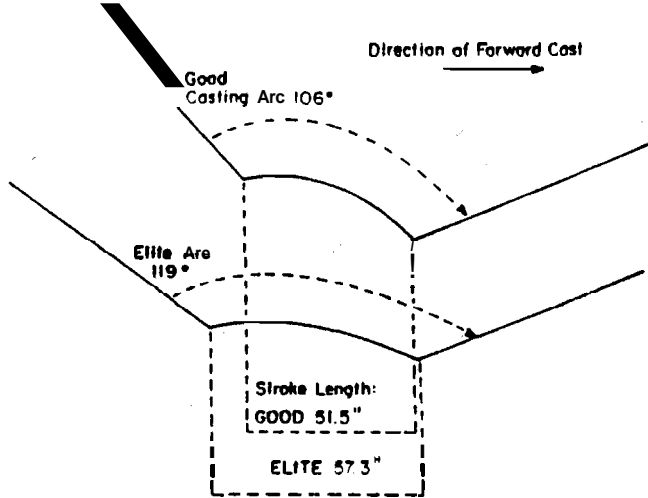 Direction of Forward Cast
Good
Casting Arc 106°
Elite Arc
119°
Stroke Length:
GOOD 51.5"
ELITE 57.3"